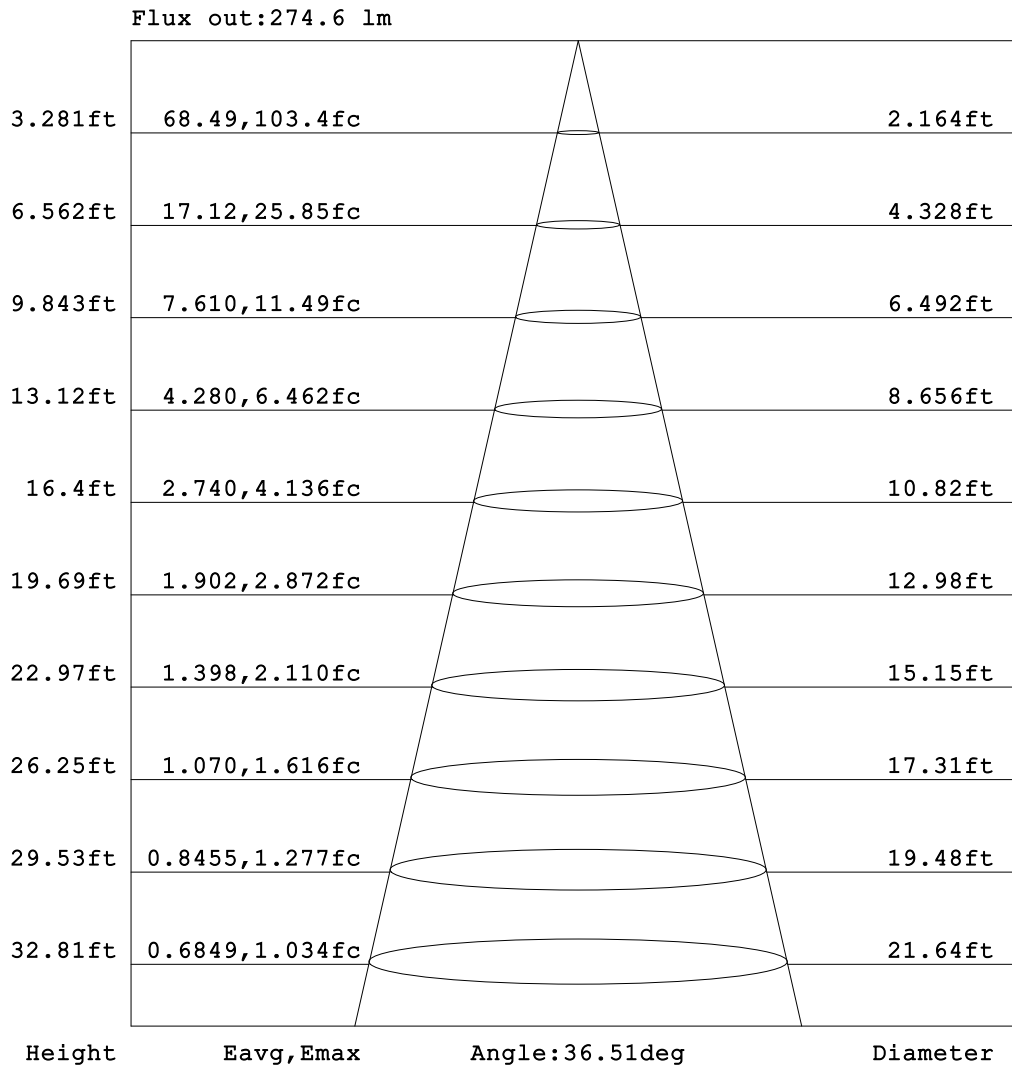 Flux out:274.6 lm
3.281ft 68.49,103.4fc 2.164ft
6.562ft 17.12,25.85fc 4.328ft
9.843ft 7.610,11.49fc 6.492ft
13.12ft 4.280,6.462fc 8.656ft
16.4ft 2.740,4.136fc 10.82ft
19.69ft 1.902,2.872fc 12.98ft
22.97ft 1.398,2.110fc 15.15ft
26.25ft 1.070,1.616fc 17.31ft
29.53ft 0.8455,1.277fc 19.48ft
32.81ft 0.6849,1.034fc 21.64ft
Height Eavg,Emax Angle:36.51deg Diameter